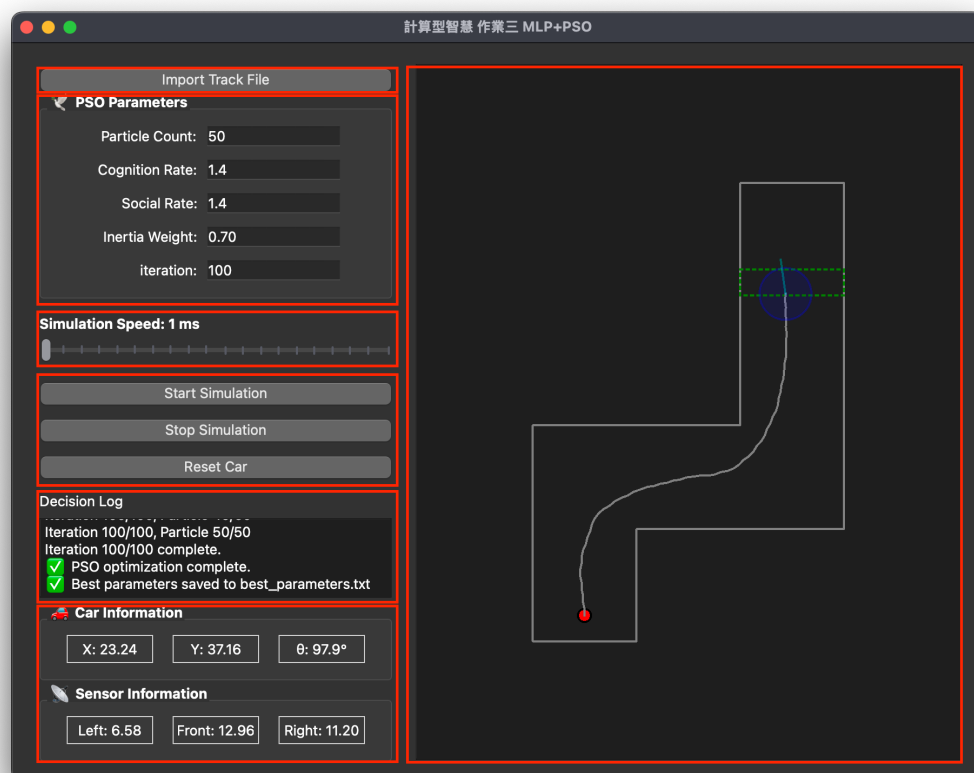 計算型智慧 作業三 MLP+PSO
Import Track File
PSO Parameters
Particle Count: 50
Cognition Rate: 1.4
Social Rate: 1.4
Inertia Weight: 0.70
iteration: 100
Simulation Speed: 1 ms
Start Simulation
Stop Simulation
Reset Car
Decision Log
Iteration 100/100, Particle 50/50
Iteration 100/100 complete.
✅ PSO optimization complete.
✅ Best parameters saved to best_parameters.txt
Car Information
X: 23.24 Y: 37.16 θ: 97.9°
Sensor Information
Left: 6.58 Front: 12.96 Right: 11.20